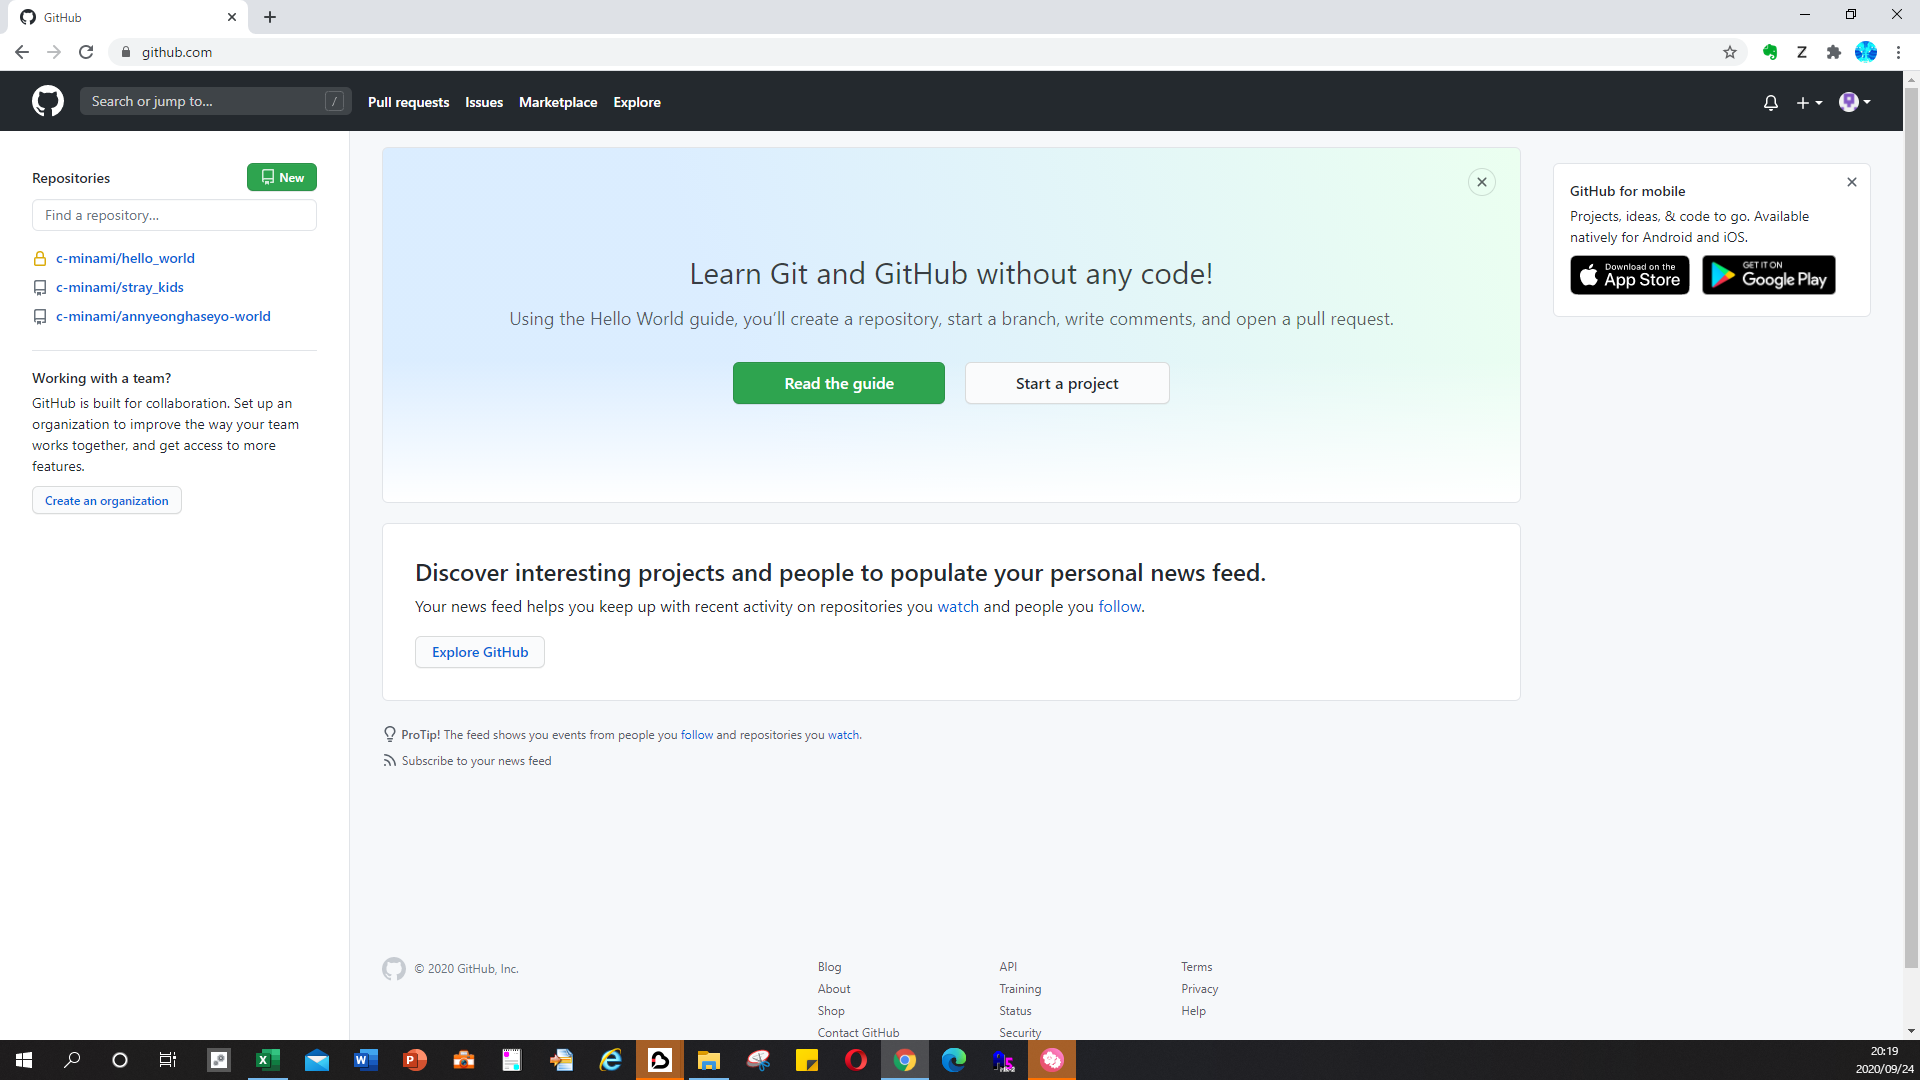 GitHub
github.com
Search or jump to...
/
Pull requests
Issues
Marketplace
Explore
Repositories
New
Find a repository...
c-minami/hello_world
c-minami/stray_kids
c-minami/annyeonghaseyo-world
Working with a team?
GitHub is built for collaboration. Set up an
organization to improve the way your team
works together, and get access to more
features.
Create an organization
Learn Git and GitHub without any code!
Using the Hello World guide, you’ll create a repository, start a branch, write comments, and open a pull request.
Read the guide
Start a project
Discover interesting projects and people to populate your personal news feed.
Your news feed helps you keep up with recent activity on repositories you watch and people you follow.
Explore GitHub
ProTip! The feed shows you events from people you follow and repositories you watch.
Subscribe to your news feed
GitHub for mobile
Projects, ideas, & code to go. Available
natively for Android and iOS.
Download on the
App Store
GET IT ON
Google Play
© 2020 GitHub, Inc.
Blog
About
Shop
Contact GitHub
API
Training
Status
Security
Terms
Privacy
Help
20:19
2020/09/24